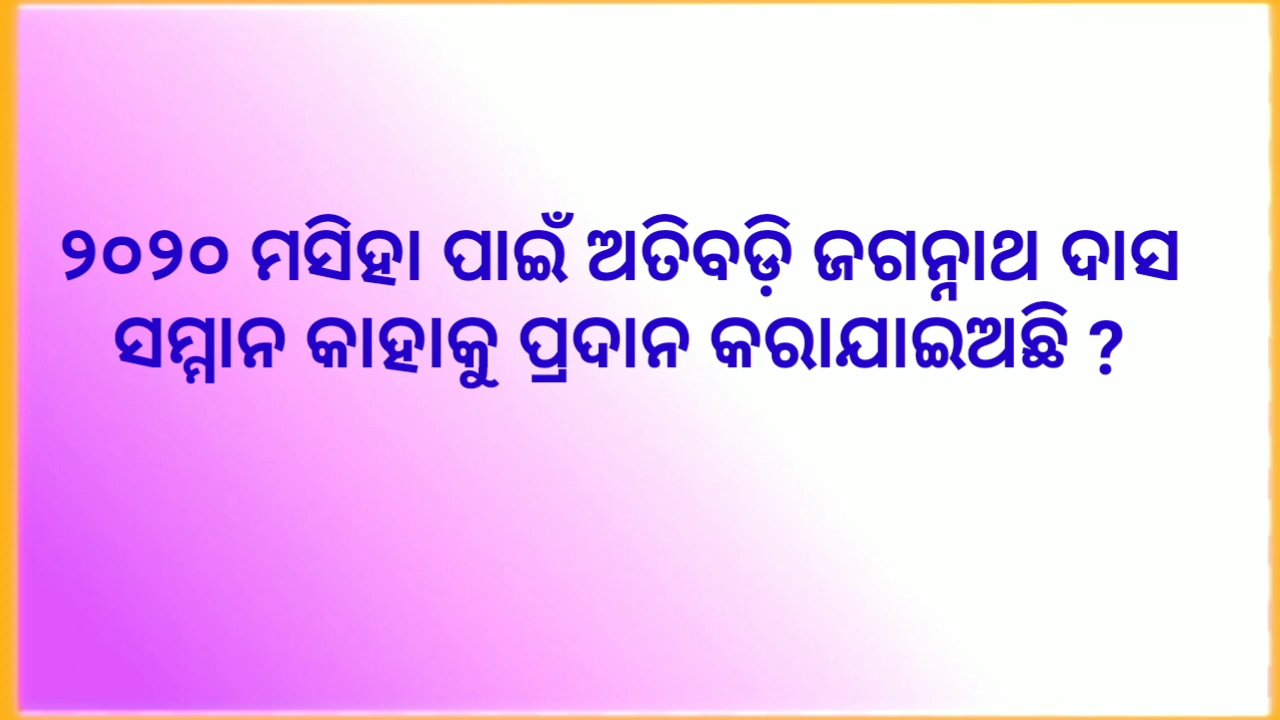 ୨୦୨୦ ମସିହା ପାଇଁ ଅତିବଡ଼ି ଜଗନ୍ନାଥ ଦାସ
ସମ୍ମାନ କାହାକୁ ପ୍ରଦାନ କରାଯାଇଅଛି ?